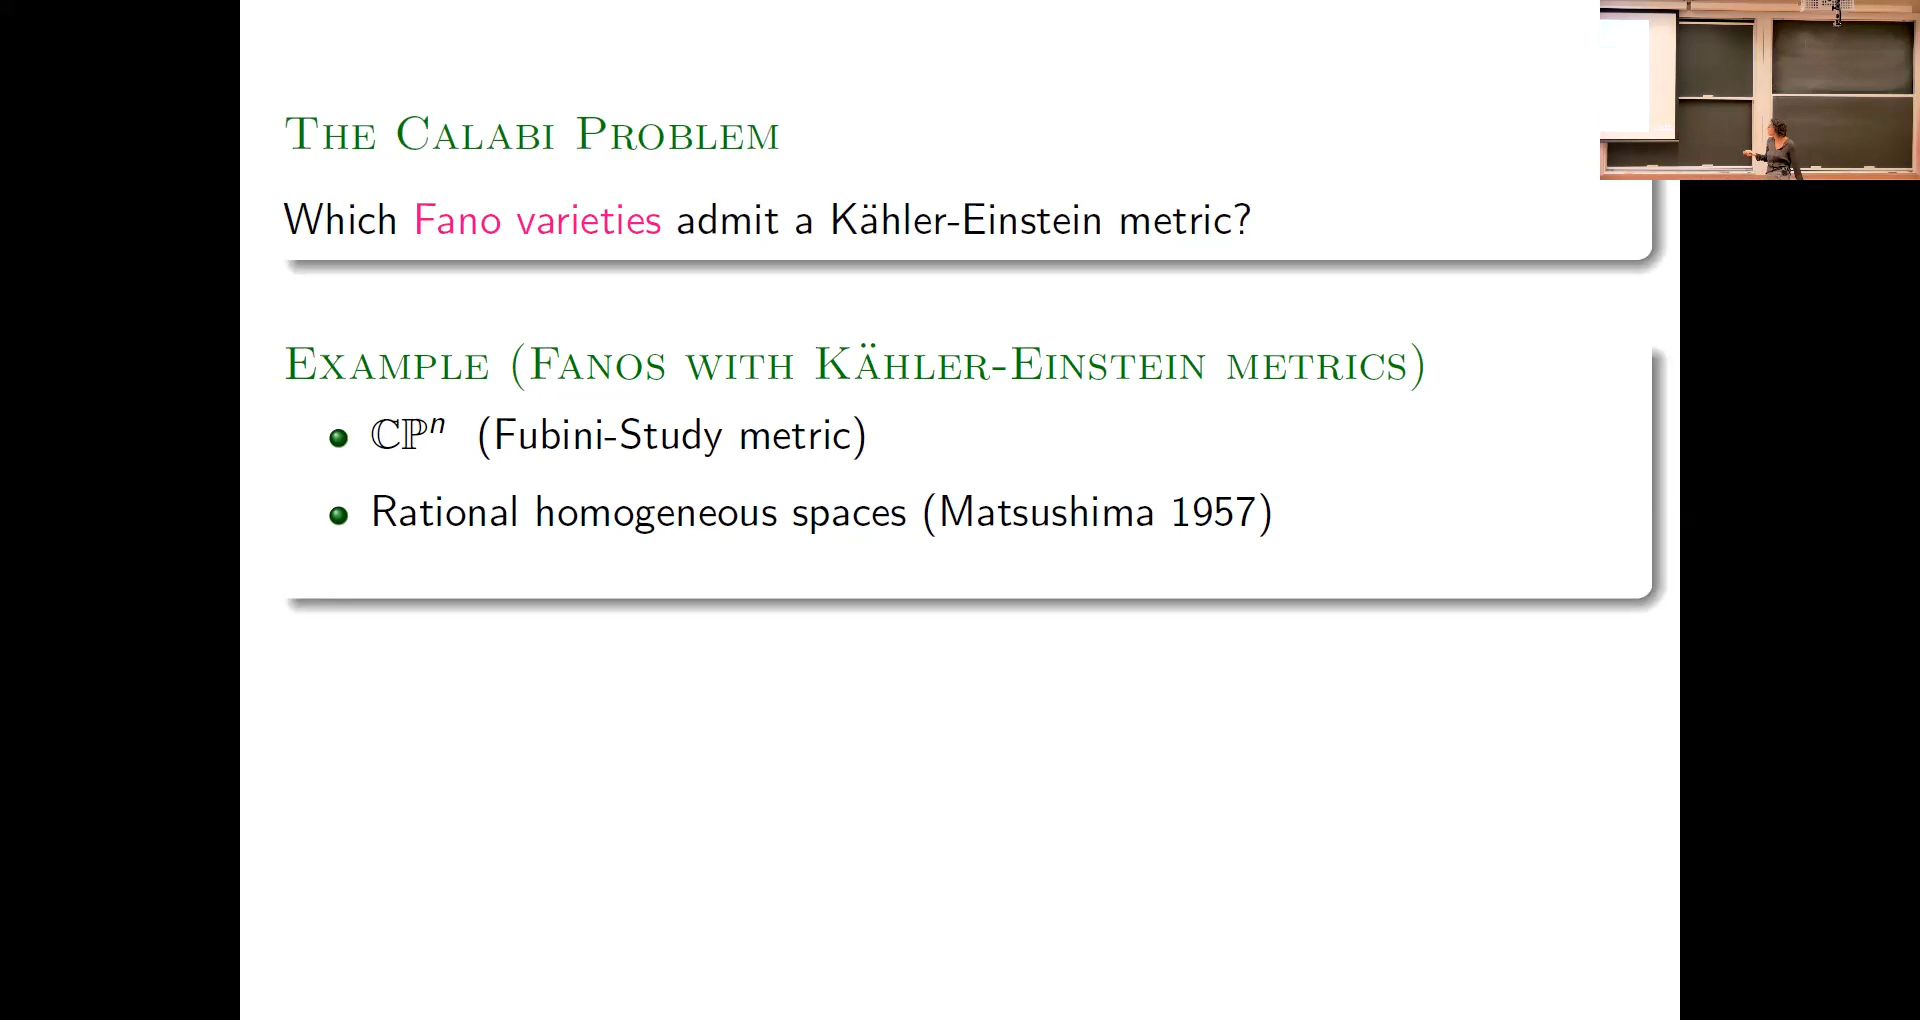 The Calabi Problem
Which Fano varieties admit a Kähler-Einstein metric?
Example (Fanos with Kähler-Einstein metrics)
ℂℙⁿ (Fubini-Study metric)
Rational homogeneous spaces (Matsushima 1957)